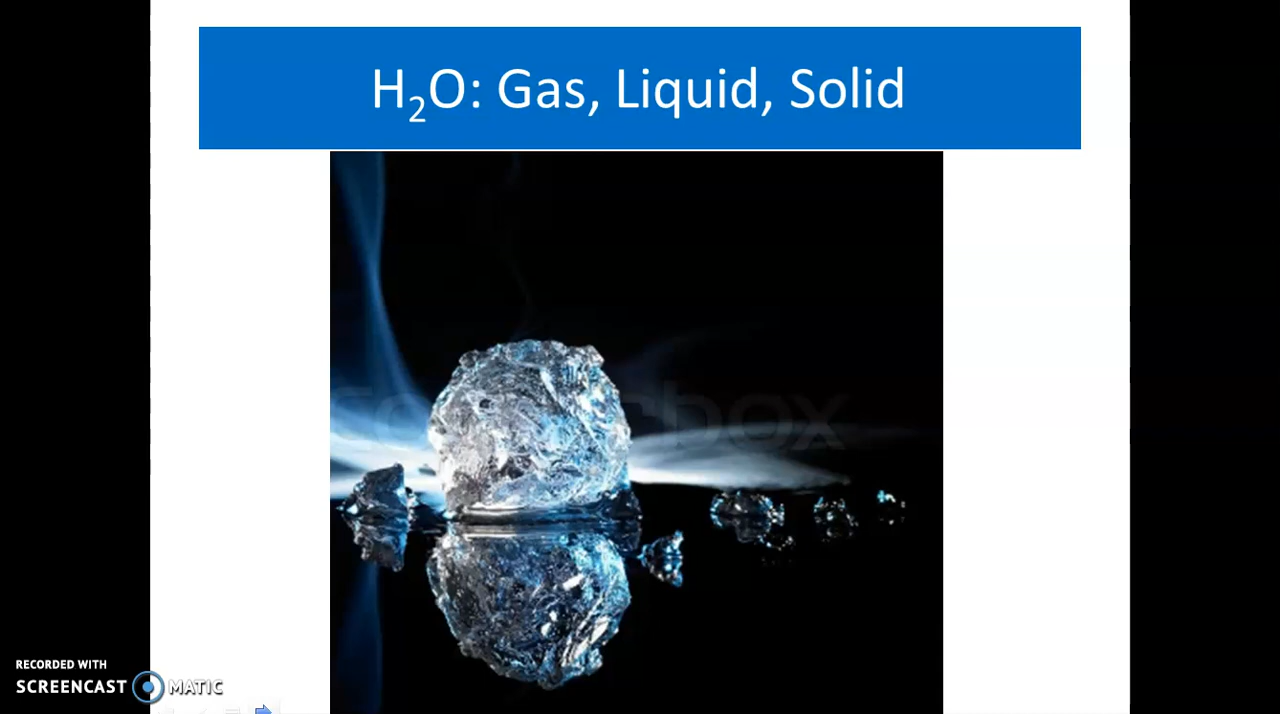 H₂O: Gas, Liquid, Solid
RECORDED WITH
SCREENCAST MATIC